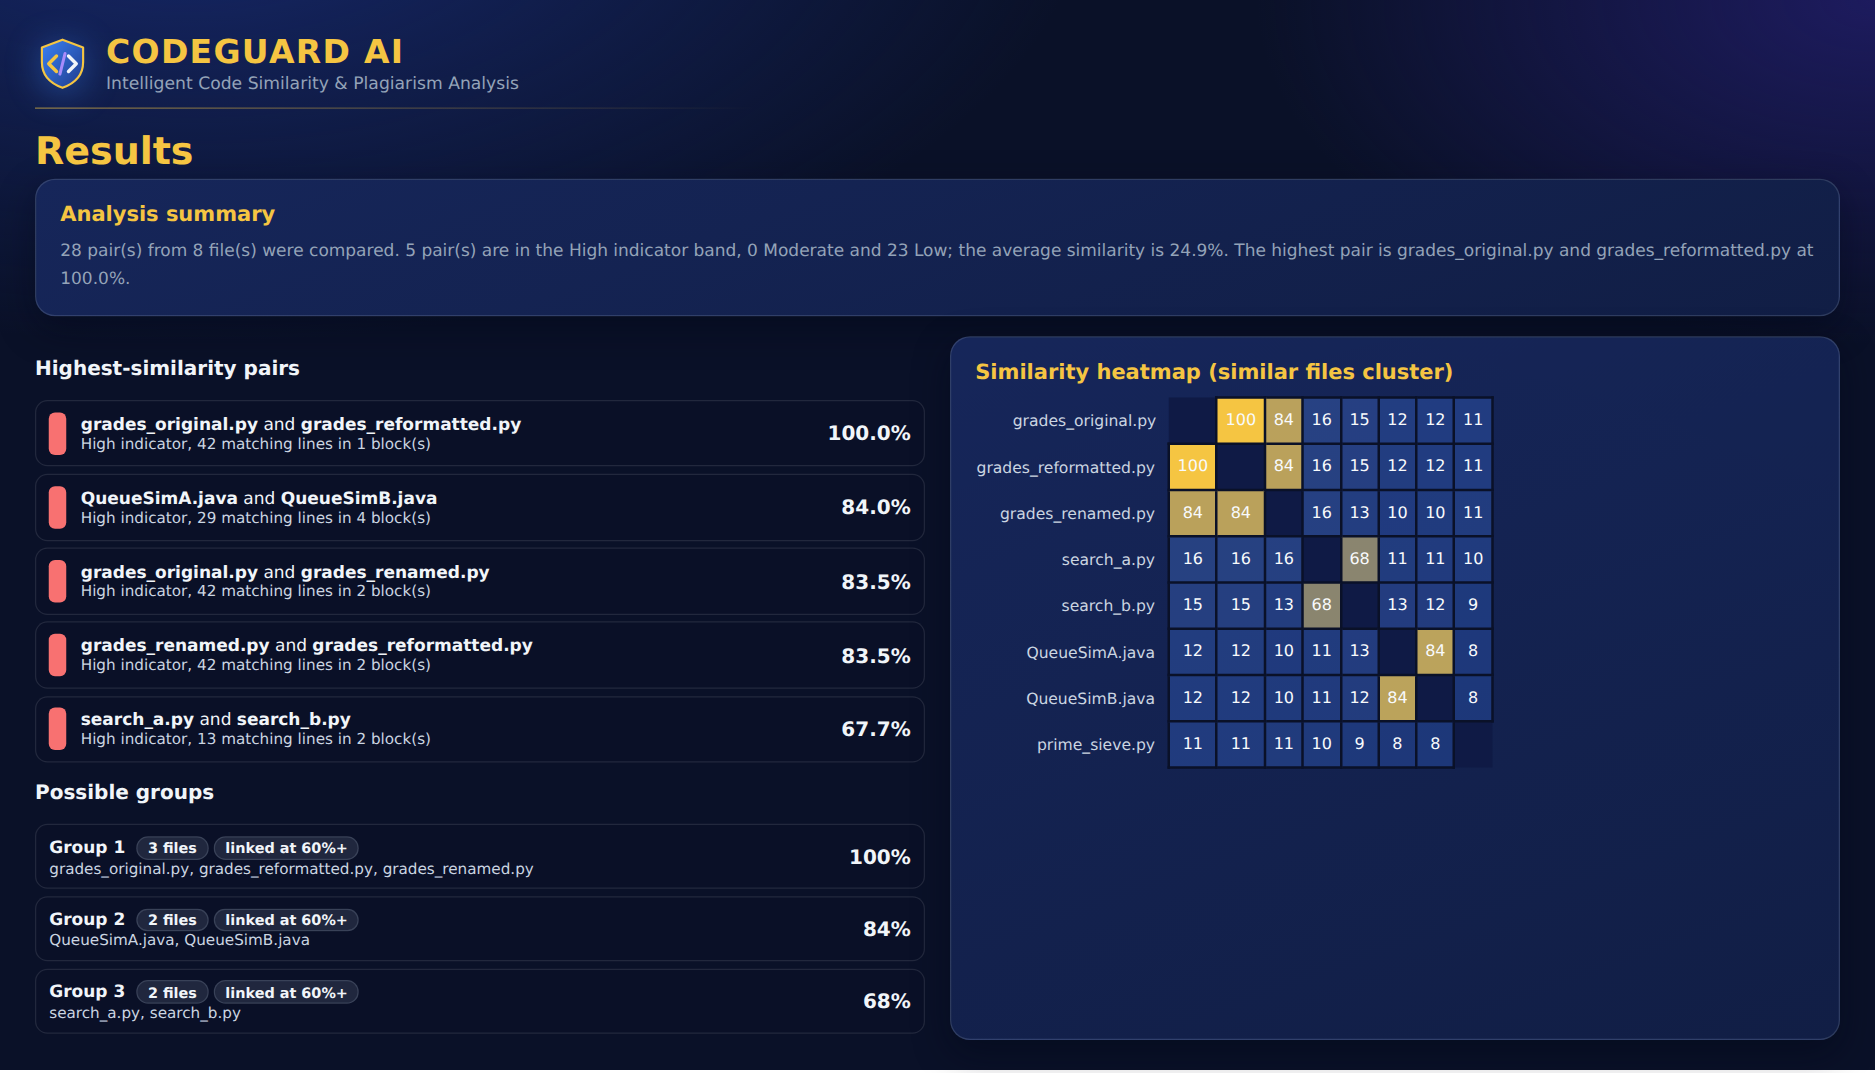 CODEGUARD AI
Intelligent Code Similarity & Plagiarism Analysis
Results
Analysis summary
28 pair(s) from 8 file(s) were compared. 5 pair(s) are in the High indicator band, 0 Moderate and 23 Low; the average similarity is 24.9%. The highest pair is grades_original.py and grades_reformatted.py at
100.0%.
Highest-similarity pairs
grades_original.py and grades_reformatted.py
High indicator, 42 matching lines in 1 block(s)
100.0%
QueueSimA.java and QueueSimB.java
High indicator, 29 matching lines in 4 block(s)
84.0%
grades_original.py and grades_renamed.py
High indicator, 42 matching lines in 2 block(s)
83.5%
grades_renamed.py and grades_reformatted.py
High indicator, 42 matching lines in 2 block(s)
83.5%
search_a.py and search_b.py
High indicator, 13 matching lines in 2 block(s)
67.7%
Possible groups
Group 1 3 files linked at 60%+
grades_original.py, grades_reformatted.py, grades_renamed.py
100%
Group 2 2 files linked at 60%+
QueueSimA.java, QueueSimB.java
84%
Group 3 2 files linked at 60%+
search_a.py, search_b.py
68%
Similarity heatmap (similar files cluster)
grades_original.py 100 84 16 15 12 12 11
grades_reformatted.py 100 84 16 15 12 12 11
grades_renamed.py 84 84 16 13 10 10 11
search_a.py 16 16 16 68 11 11 10
search_b.py 15 15 13 68 13 12 9
QueueSimA.java 12 12 10 11 13 84 8
QueueSimB.java 12 12 10 11 12 84 8
prime_sieve.py 11 11 11 10 9 8 8